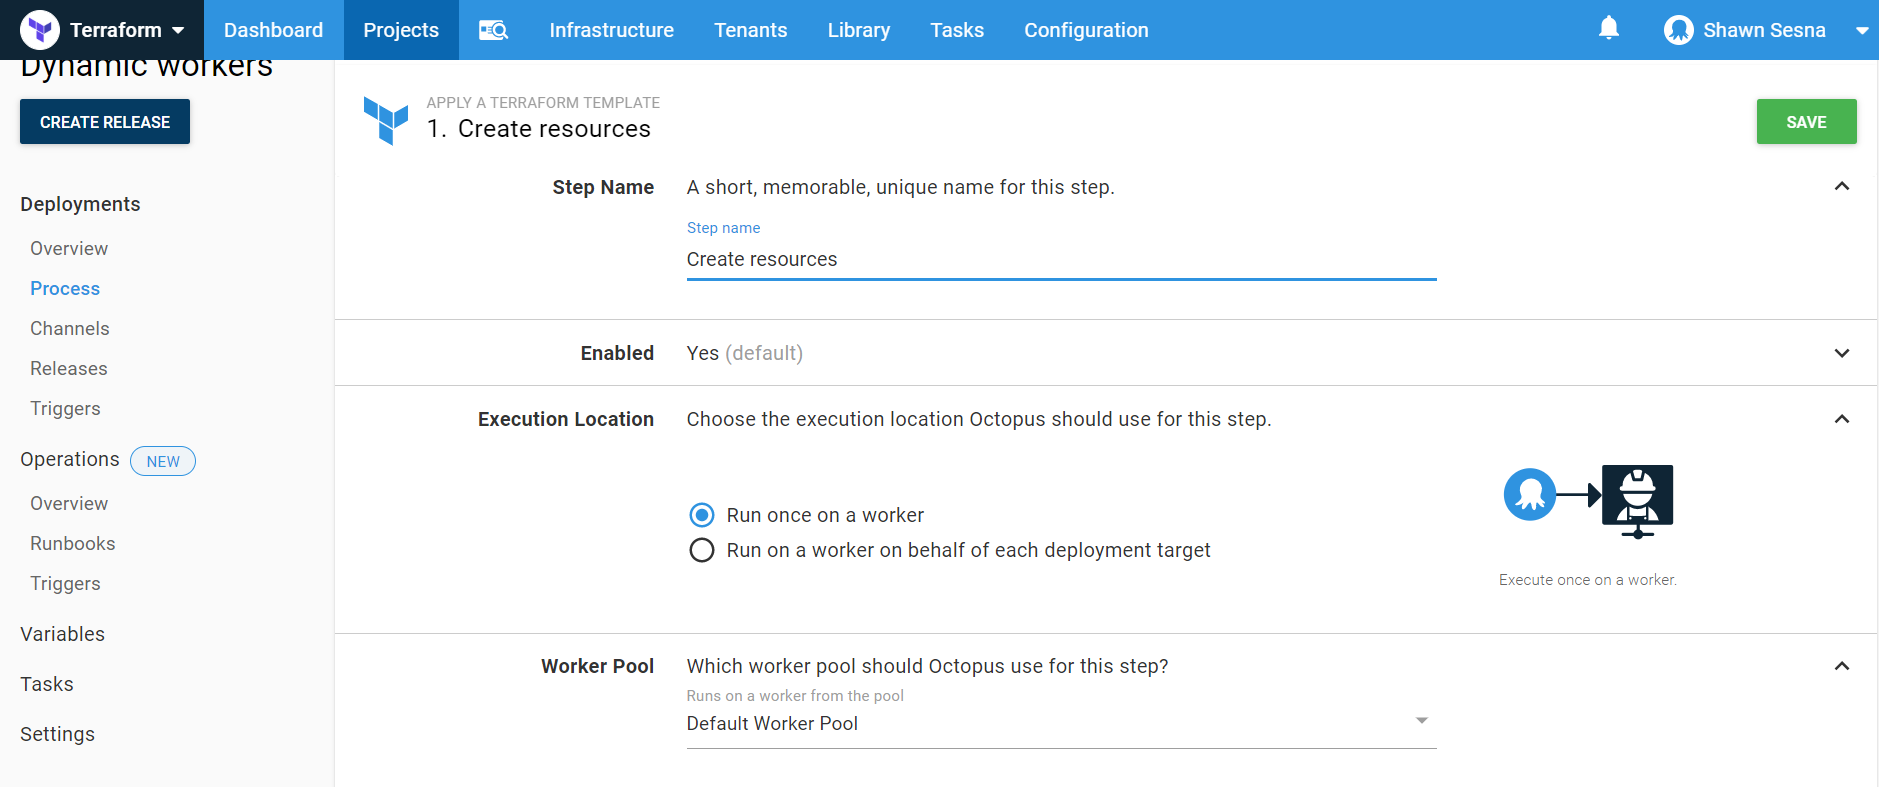 Terraform
Dashboard
Projects
Infrastructure
Tenants
Library
Tasks
Configuration
Shawn Sesna
Dynamic workers
CREATE RELEASE
Deployments
Overview
Process
Channels
Releases
Triggers
Operations NEW
Overview
Runbooks
Triggers
Variables
Tasks
Settings
APPLY A TERRAFORM TEMPLATE
1. Create resources
SAVE
Step Name
A short, memorable, unique name for this step.
Step name
Create resources
Enabled
Yes (default)
Execution Location
Choose the execution location Octopus should use for this step.
Run once on a worker
Run on a worker on behalf of each deployment target
Execute once on a worker.
Worker Pool
Which worker pool should Octopus use for this step?
Runs on a worker from the pool
Default Worker Pool